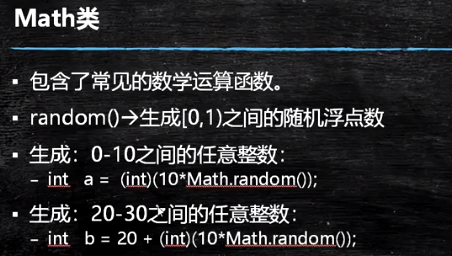 Math类
▪ 包含了常见的数学运算函数。
▪ random()→生成[0,1)之间的随机浮点数
▪ 生成：0-10之间的任意整数：
– int a = (int)(10*Math.random());
▪ 生成：20-30之间的任意整数：
– int b = 20 + (int)(10*Math.random());